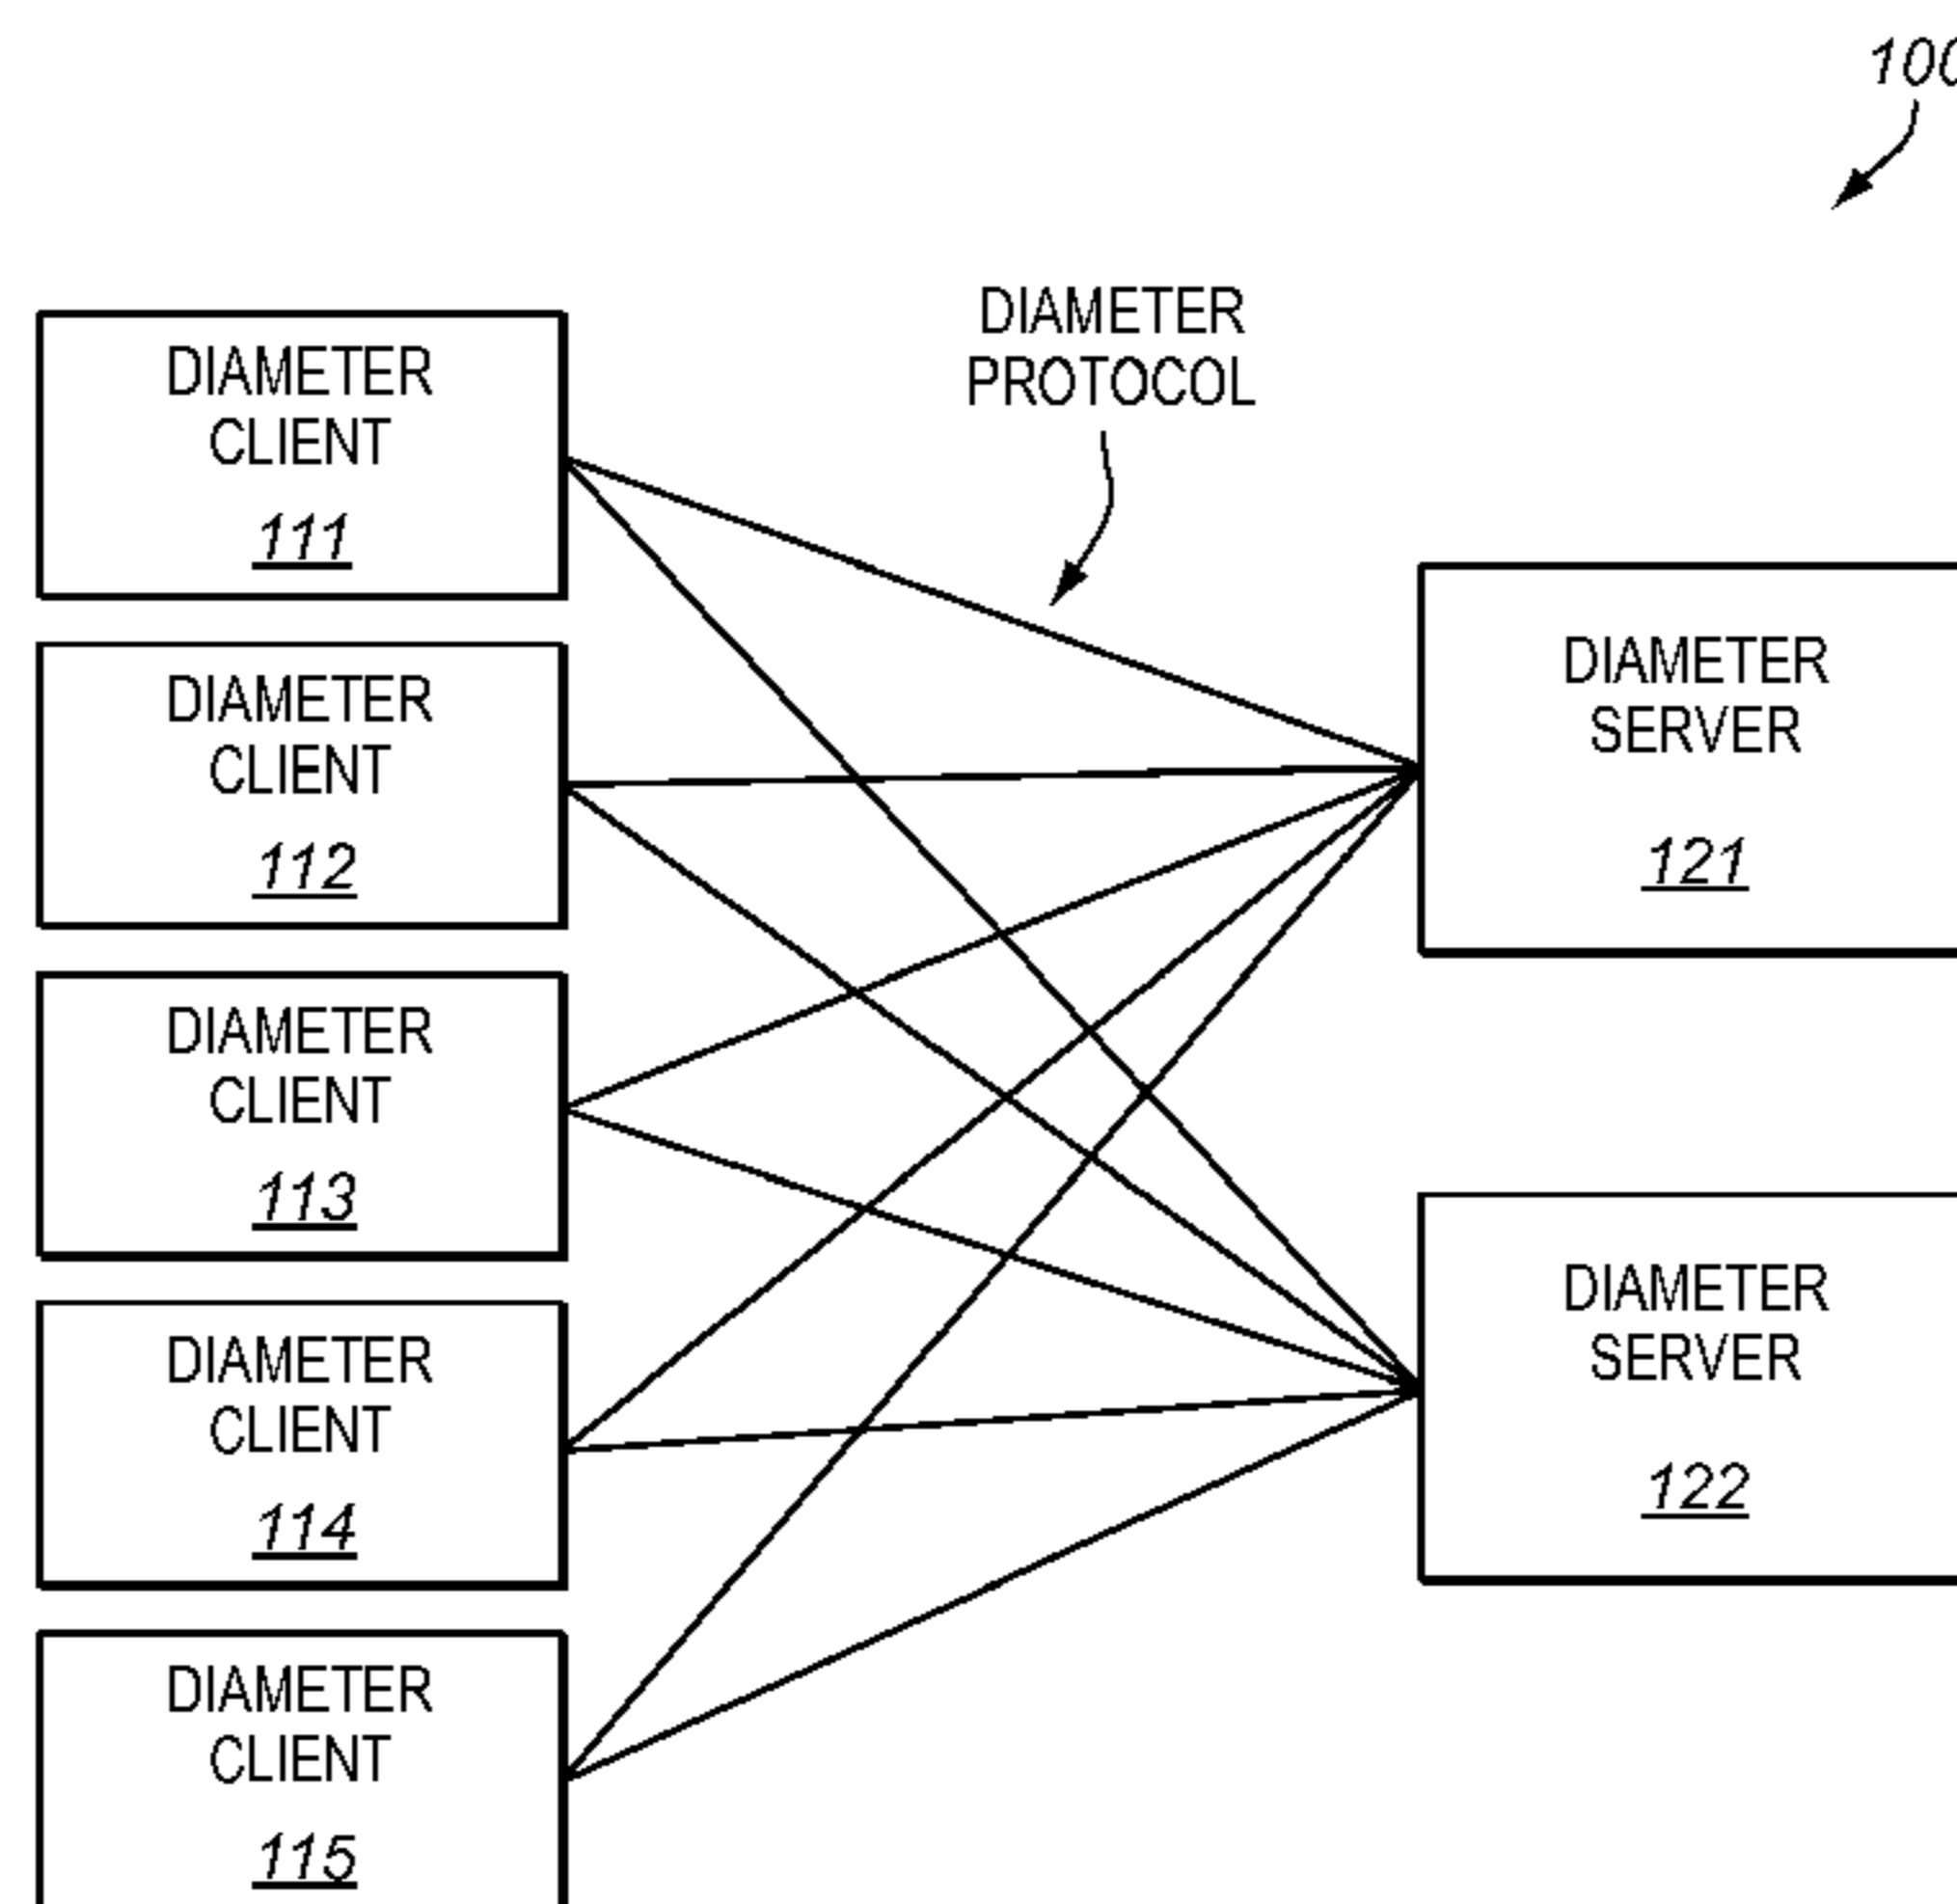 100
DIAMETER
PROTOCOL
DIAMETER
CLIENT
111
DIAMETER
CLIENT
112
DIAMETER
CLIENT
113
DIAMETER
CLIENT
114
DIAMETER
CLIENT
115
DIAMETER
SERVER
121
DIAMETER
SERVER
122